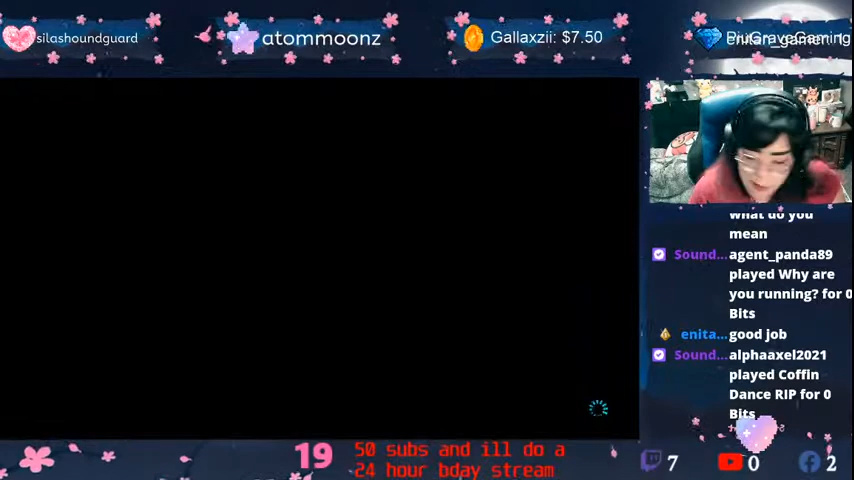 silashoundguard
atommoonz
Gallaxzii: $7.50
what do you
mean
Sound... agent_panda89
played Why are
you running? for 0
Bits
enita... good job
Sound... alphaaxel2021
played Coffin
Dance RIP for 0
Bits
19
50 subs and ill do a
24 hour bday stream
7
0
2